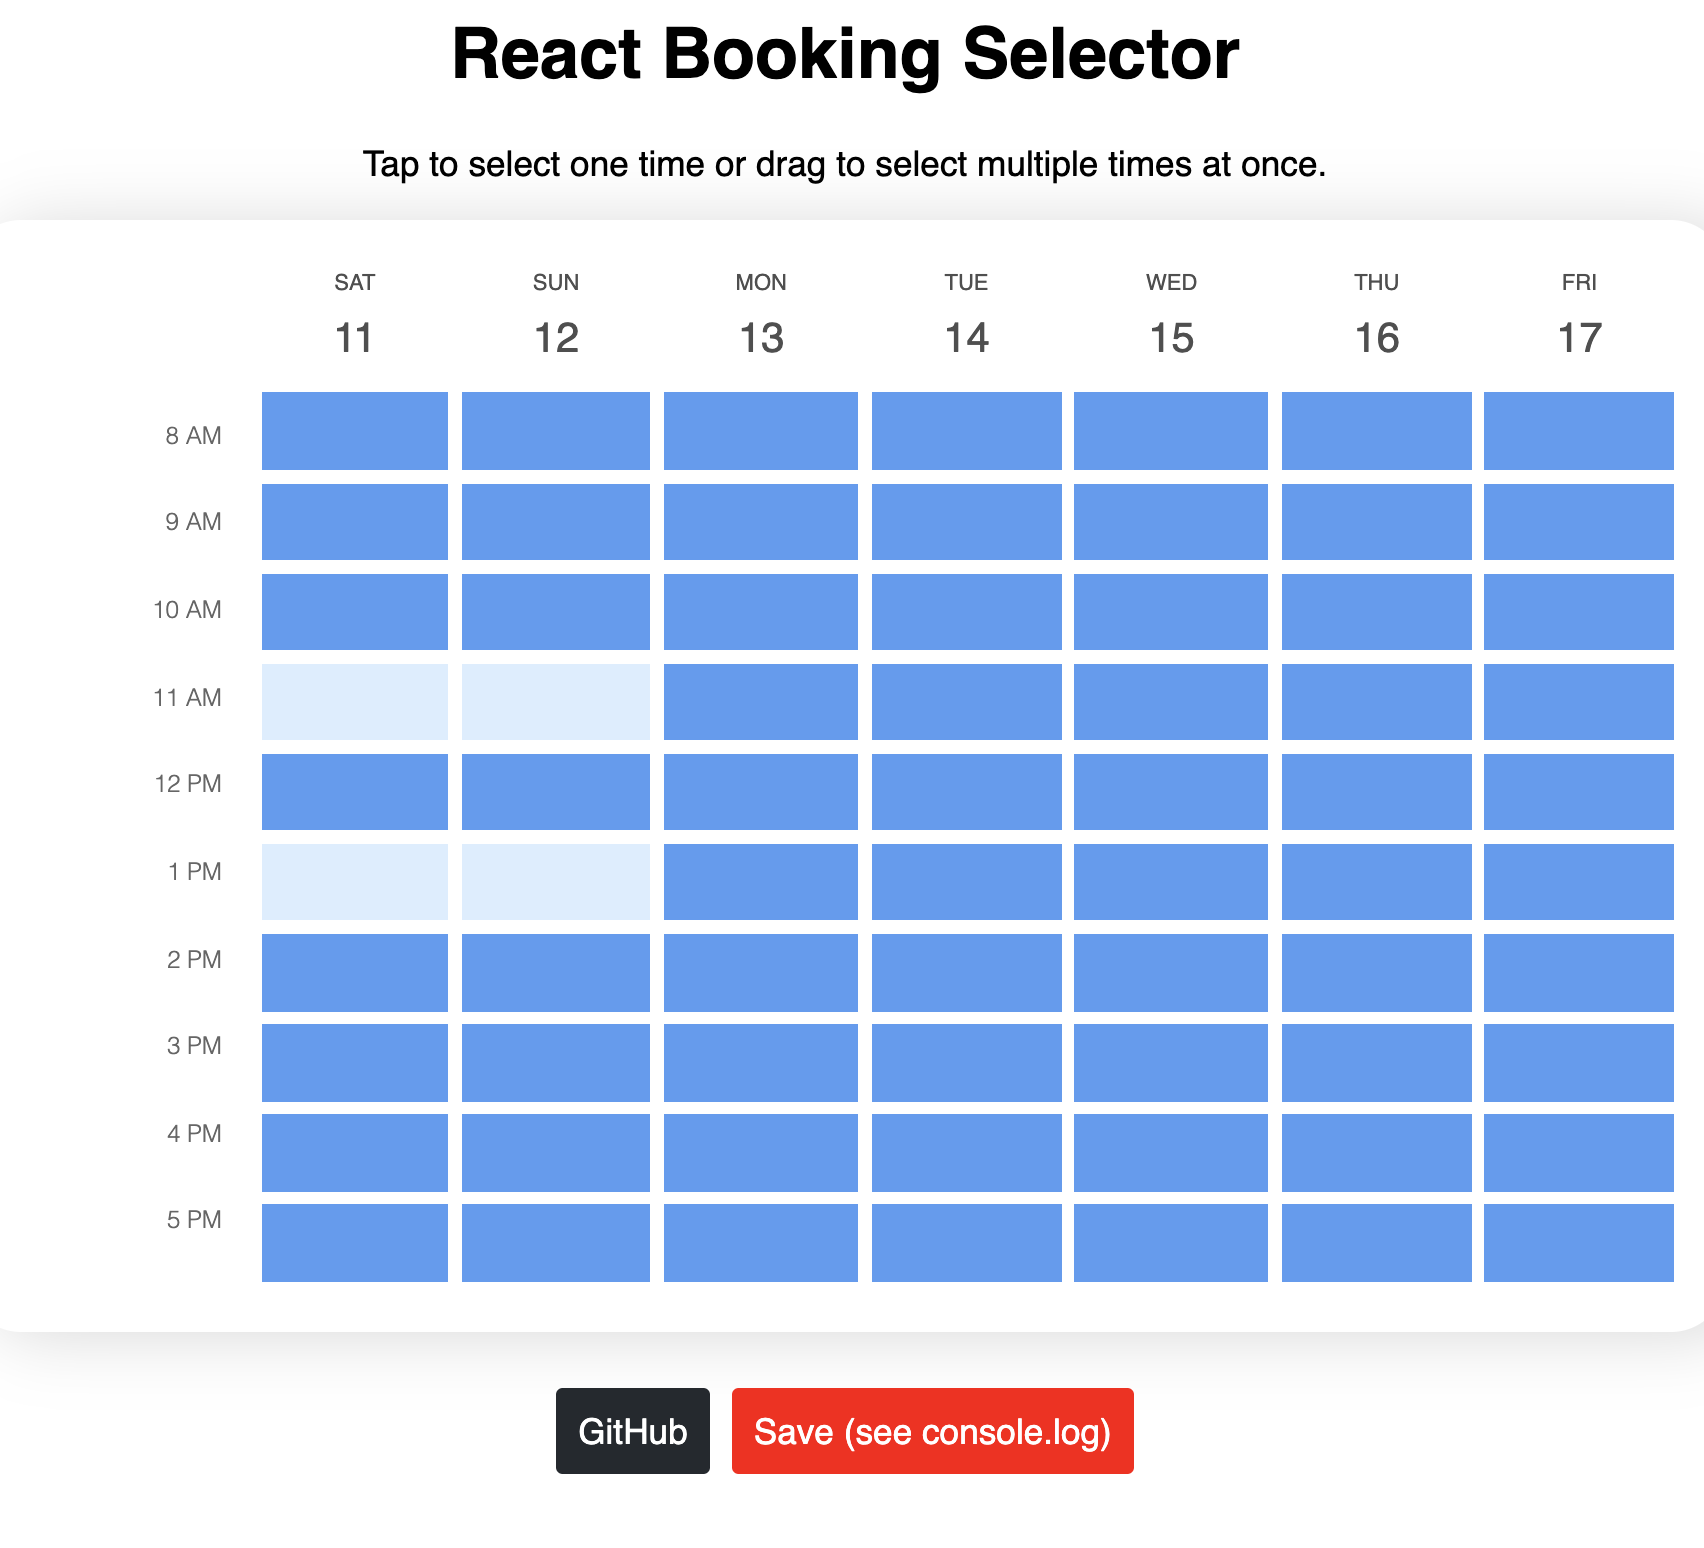 React Booking Selector
Tap to select one time or drag to select multiple times at once.
SAT SUN MON TUE WED THU FRI
11 12 13 14 15 16 17
8 AM
9 AM
10 AM
11 AM
12 PM
1 PM
2 PM
3 PM
4 PM
5 PM
GitHub Save (see console.log)